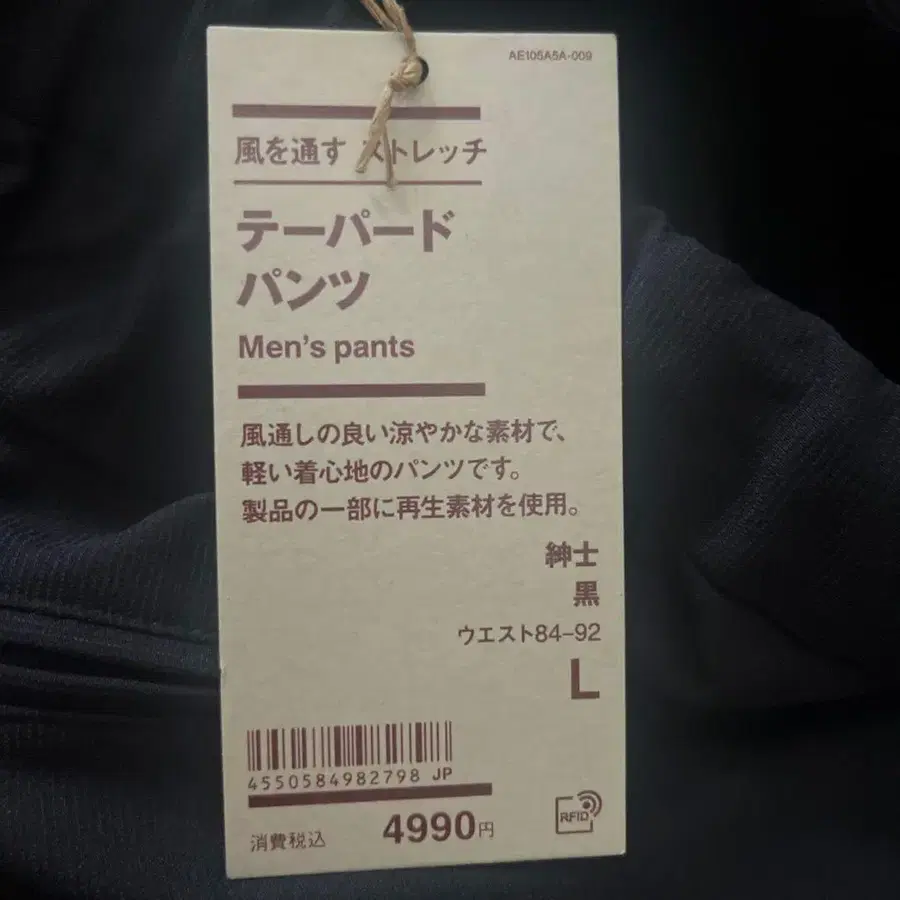 AE105A5A-009
風を通す ストレッチ
テーパード
パンツ
Men's pants
風通しの良い涼やかな素材で、
軽い着心地のパンツです。
製品の一部に再生素材を使用。
紳士
黒
ウエスト84-92
L
4550584982798 JP
消費税込 4990円
RFID